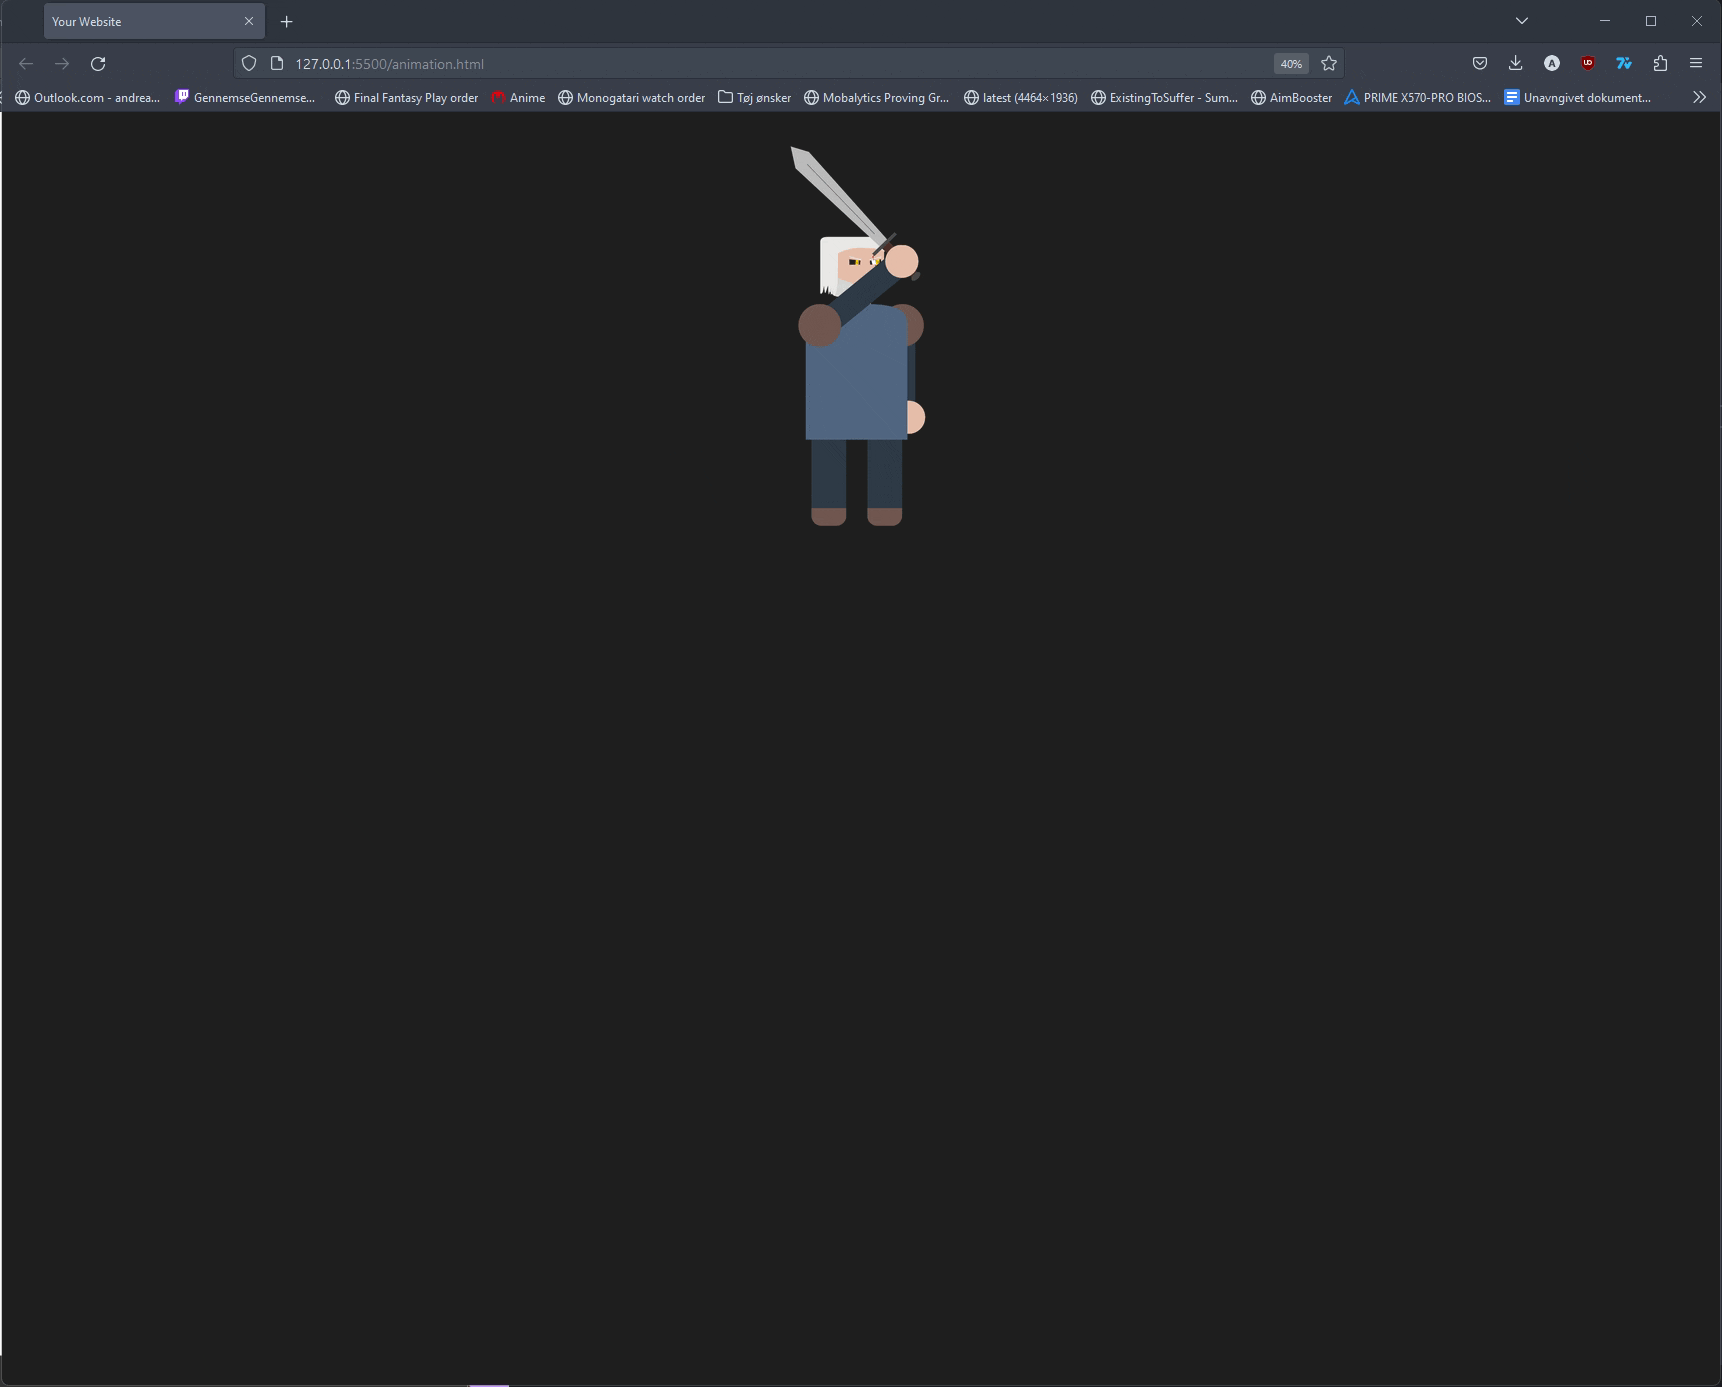 Your Website
127.0.0.1:5500/animation.html
40%
Outlook.com - andrea...
GennemseGennemse...
Final Fantasy Play order
Anime
Monogatari watch order
Tøj ønsker
Mobalytics Proving Gr...
latest (4464×1936)
ExistingToSuffer - Sum...
AimBooster
PRIME X570-PRO BIOS...
Unavngivet dokument...